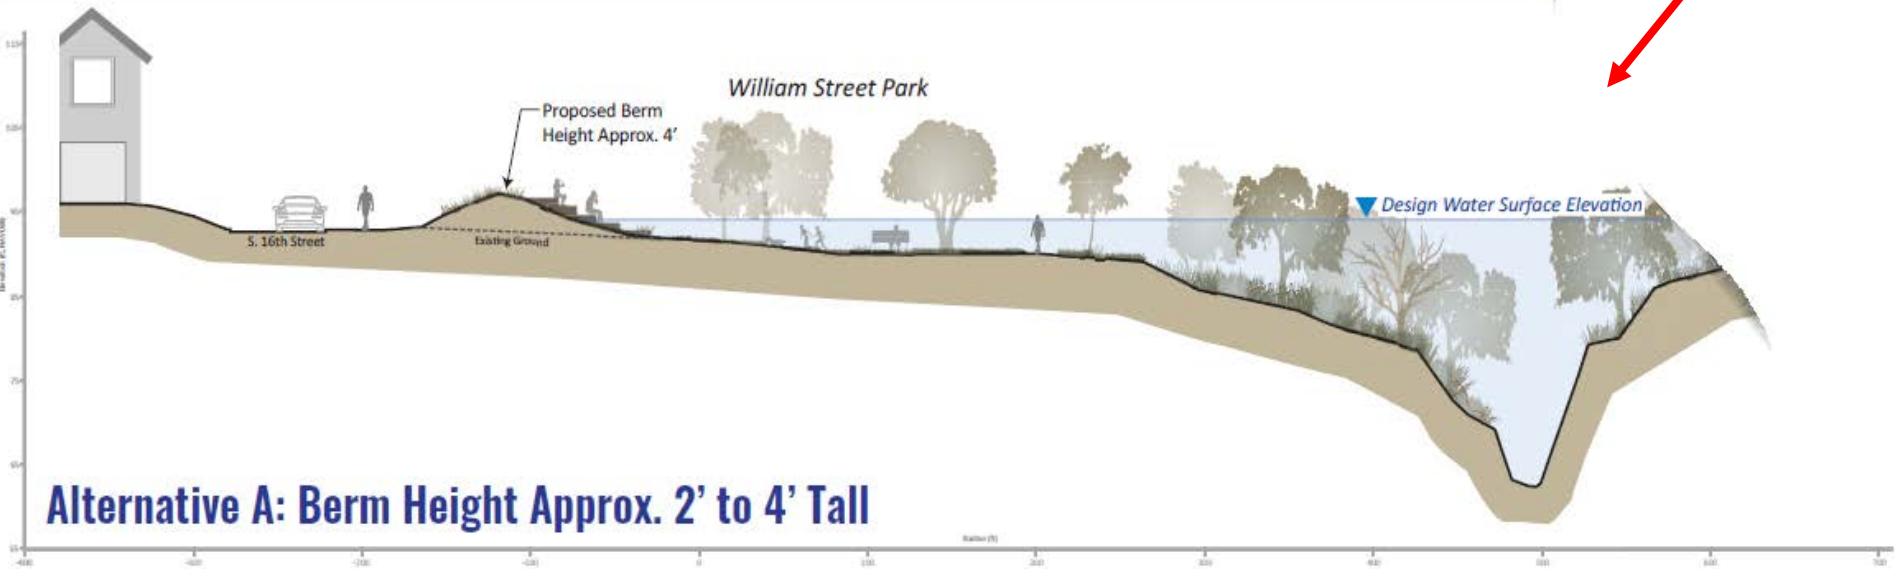 William Street Park
Proposed Berm
Height Approx. 4'
Design Water Surface Elevation
S. 16th Street
Existing Ground
Alternative A: Berm Height Approx. 2' to 4' Tall
0